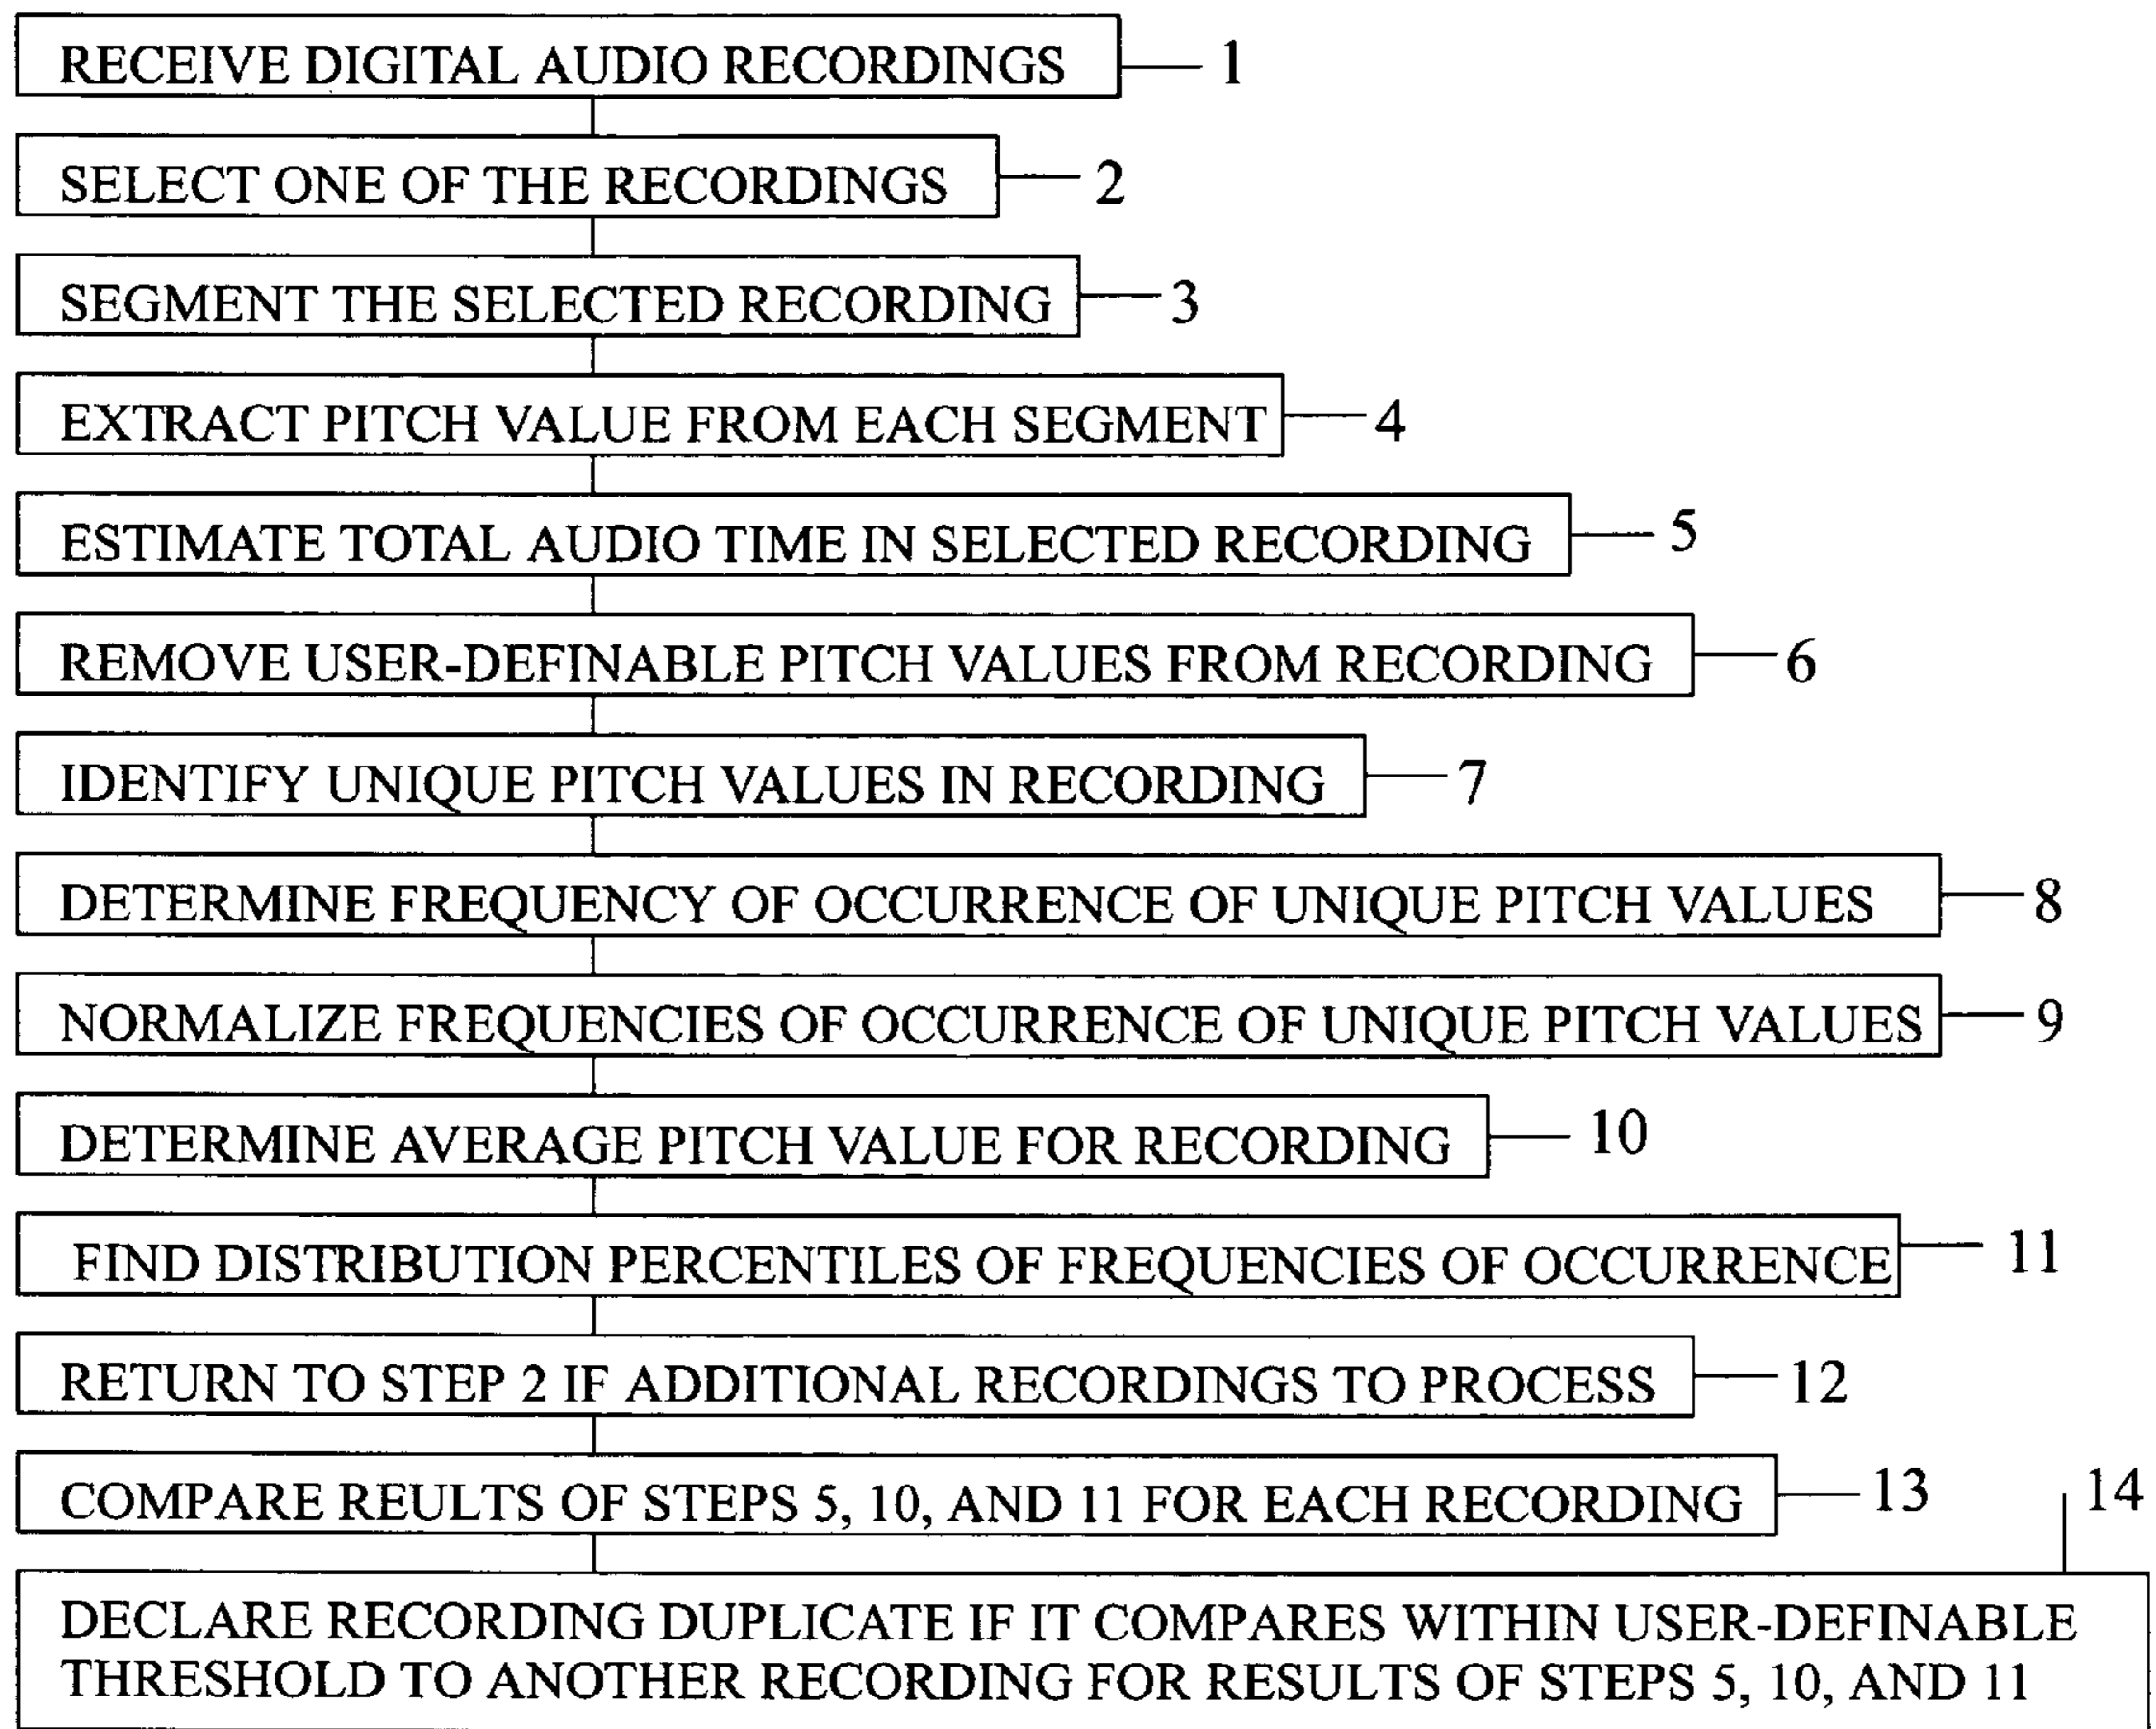 RECEIVE DIGITAL AUDIO RECORDINGS 1
SELECT ONE OF THE RECORDINGS 2
SEGMENT THE SELECTED RECORDING 3
EXTRACT PITCH VALUE FROM EACH SEGMENT 4
ESTIMATE TOTAL AUDIO TIME IN SELECTED RECORDING 5
REMOVE USER-DEFINABLE PITCH VALUES FROM RECORDING 6
IDENTIFY UNIQUE PITCH VALUES IN RECORDING 7
DETERMINE FREQUENCY OF OCCURRENCE OF UNIQUE PITCH VALUES 8
NORMALIZE FREQUENCIES OF OCCURRENCE OF UNIQUE PITCH VALUES 9
DETERMINE AVERAGE PITCH VALUE FOR RECORDING 10
FIND DISTRIBUTION PERCENTILES OF FREQUENCIES OF OCCURRENCE 11
RETURN TO STEP 2 IF ADDITIONAL RECORDINGS TO PROCESS 12
COMPARE REULTS OF STEPS 5, 10, AND 11 FOR EACH RECORDING 13
14
DECLARE RECORDING DUPLICATE IF IT COMPARES WITHIN USER-DEFINABLE
THRESHOLD TO ANOTHER RECORDING FOR RESULTS OF STEPS 5, 10, AND 11